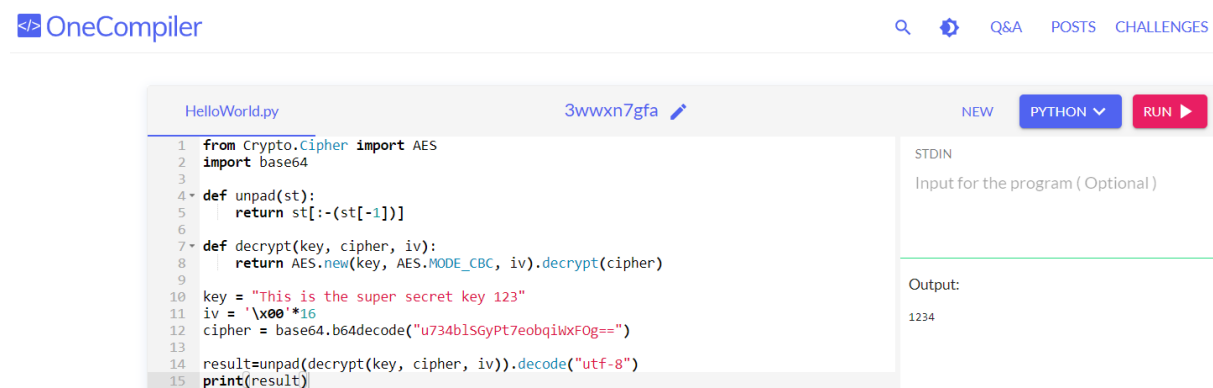 </> OneCompiler
Q&A POSTS CHALLENGES
HelloWorld.py 3wwxn7gfa NEW PYTHON RUN
1 from Crypto.Cipher import AES
2 import base64
3
4 def unpad(st):
5     return st[:-(st[-1])]
6
7 def decrypt(key, cipher, iv):
8     return AES.new(key, AES.MODE_CBC, iv).decrypt(cipher)
9
10 key = "This is the super secret key 123"
11 iv = '\x00'*16
12 cipher = base64.b64decode("u734blSGyPt7eobqiWxFOg==")
13
14 result=unpad(decrypt(key, cipher, iv)).decode("utf-8")
15 print(result)
STDIN
Input for the program ( Optional )
Output:
1234